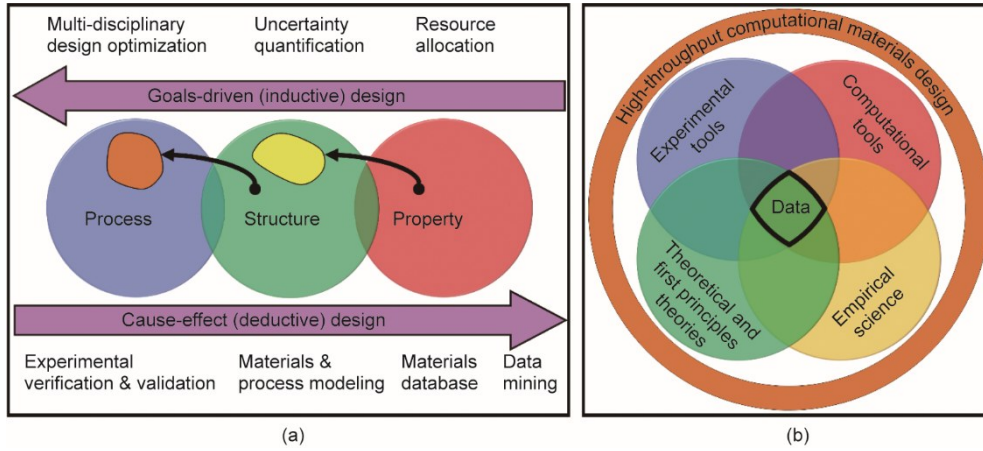 Multi-disciplinary
design optimization
Uncertainty
quantification
Resource
allocation
Goals-driven (inductive) design
Process
Structure
Property
Cause-effect (deductive) design
Experimental
verification & validation
Materials &
process modeling
Materials
database
Data
mining
(a)
High-throughput computational materials design
Experimental
tools
Computational
tools
Data
Theoretical and
first principles
theories
Empirical
science
(b)